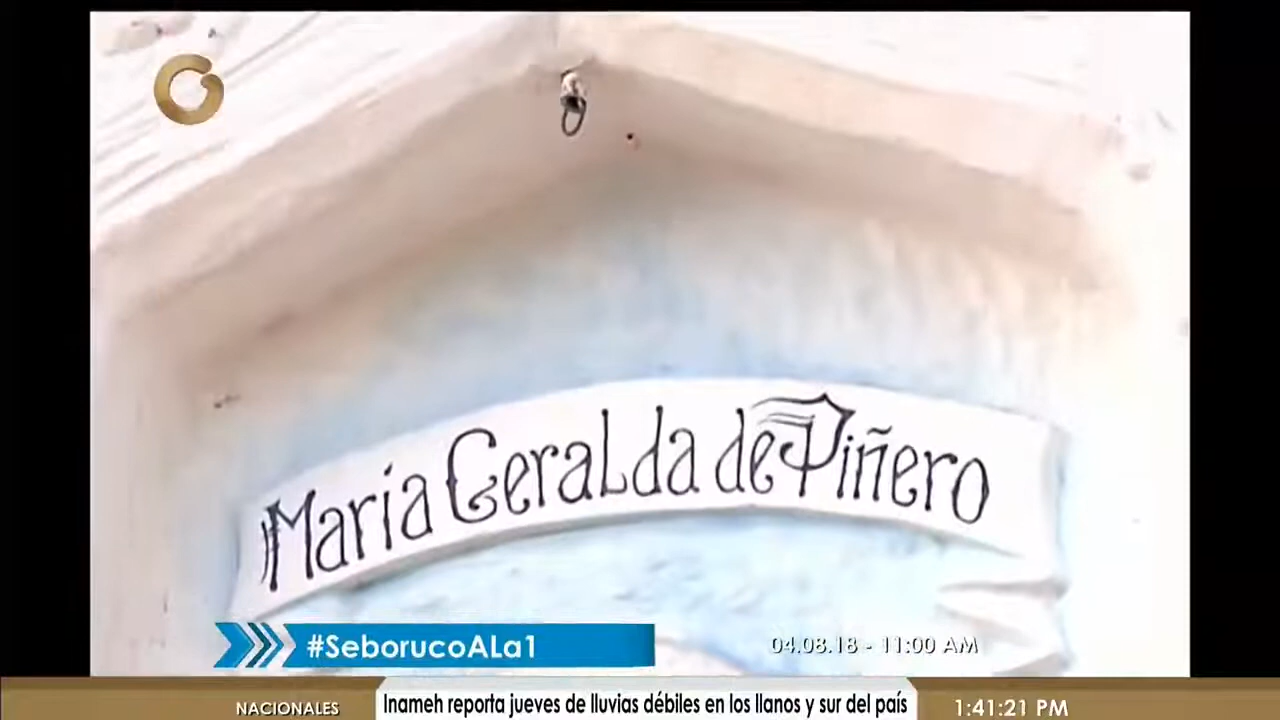 María Geralda de Piñero
#SeborucoALa1
04.08.18 - 11:00 AM
NACIONALES
Inameh reporta jueves de lluvias débiles en los llanos y sur del país
1:41:21 PM